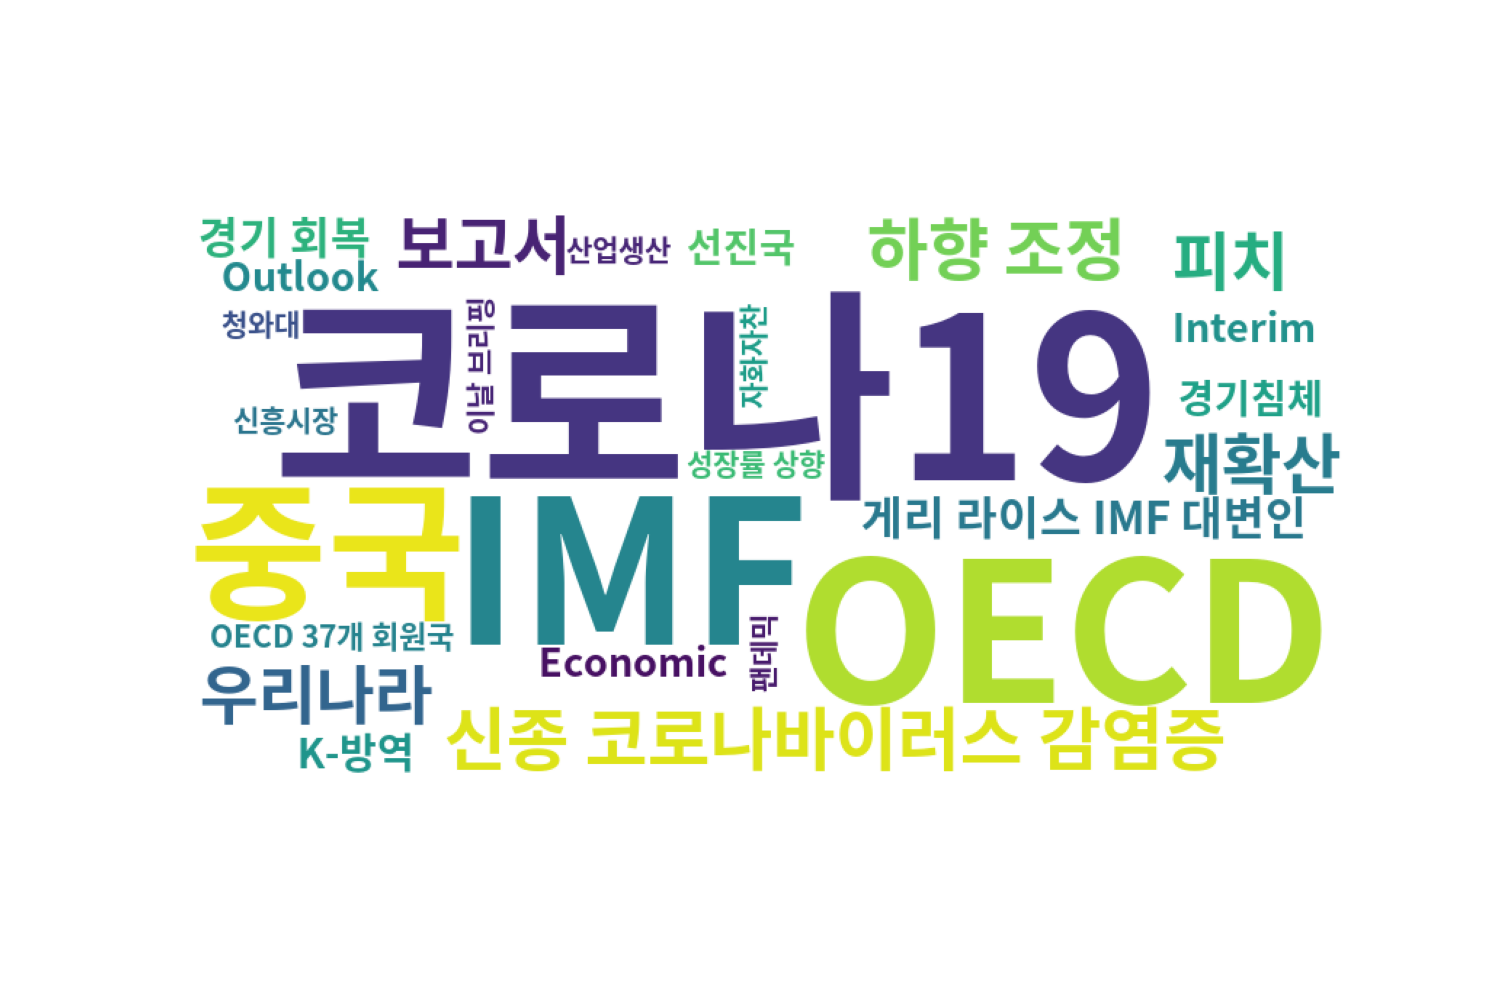 경기 회복
보고서
산업생산
선진국
하향 조정
피치
Outlook
청와대
코로나19
이날 브리핑
자화자찬
Interim
신흥시장
경기침체
성장률 상향
재확산
중국
IMF
게리 라이스 IMF 대변인
OECD
OECD 37개 회원국
Economic
팬데믹
우리나라
K-방역
신종 코로나바이러스 감염증